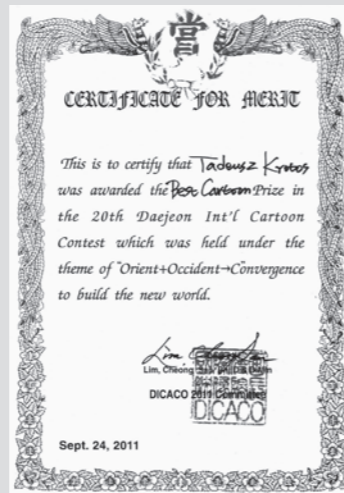 賞
CERTIFICATE FOR MERIT
This is to certify that Tadeusz Krotos
was awarded the Best Cartoon Prize in
the 20th Daejeon Int'l Cartoon
Contest which was held under the
theme of "Orient+Occident→Convergence
to build the new world.
Lim, Cheong
DICACO 2011 Committee
DICACO
Sept. 24, 2011